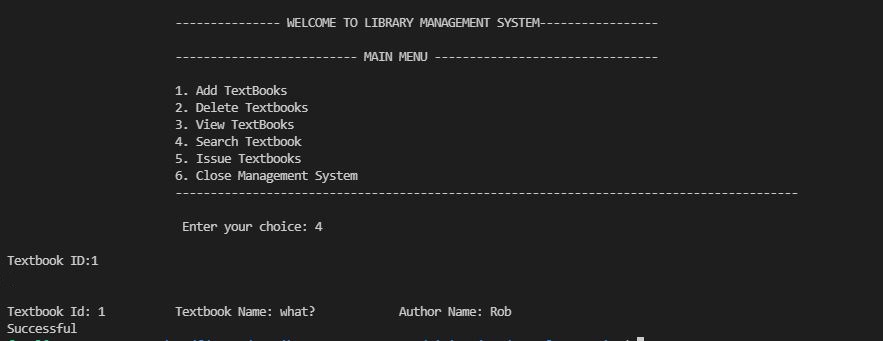 --------------- WELCOME TO LIBRARY MANAGEMENT SYSTEM-----------------
-------------------------- MAIN MENU --------------------------------
1. Add TextBooks
2. Delete Textbooks
3. View TextBooks
4. Search Textbook
5. Issue Textbooks
6. Close Management System
-----------------------------------------------------------------------------------------
Enter your choice: 4
Textbook ID:1
Textbook Id: 1 Textbook Name: what? Author Name: Rob
Successful